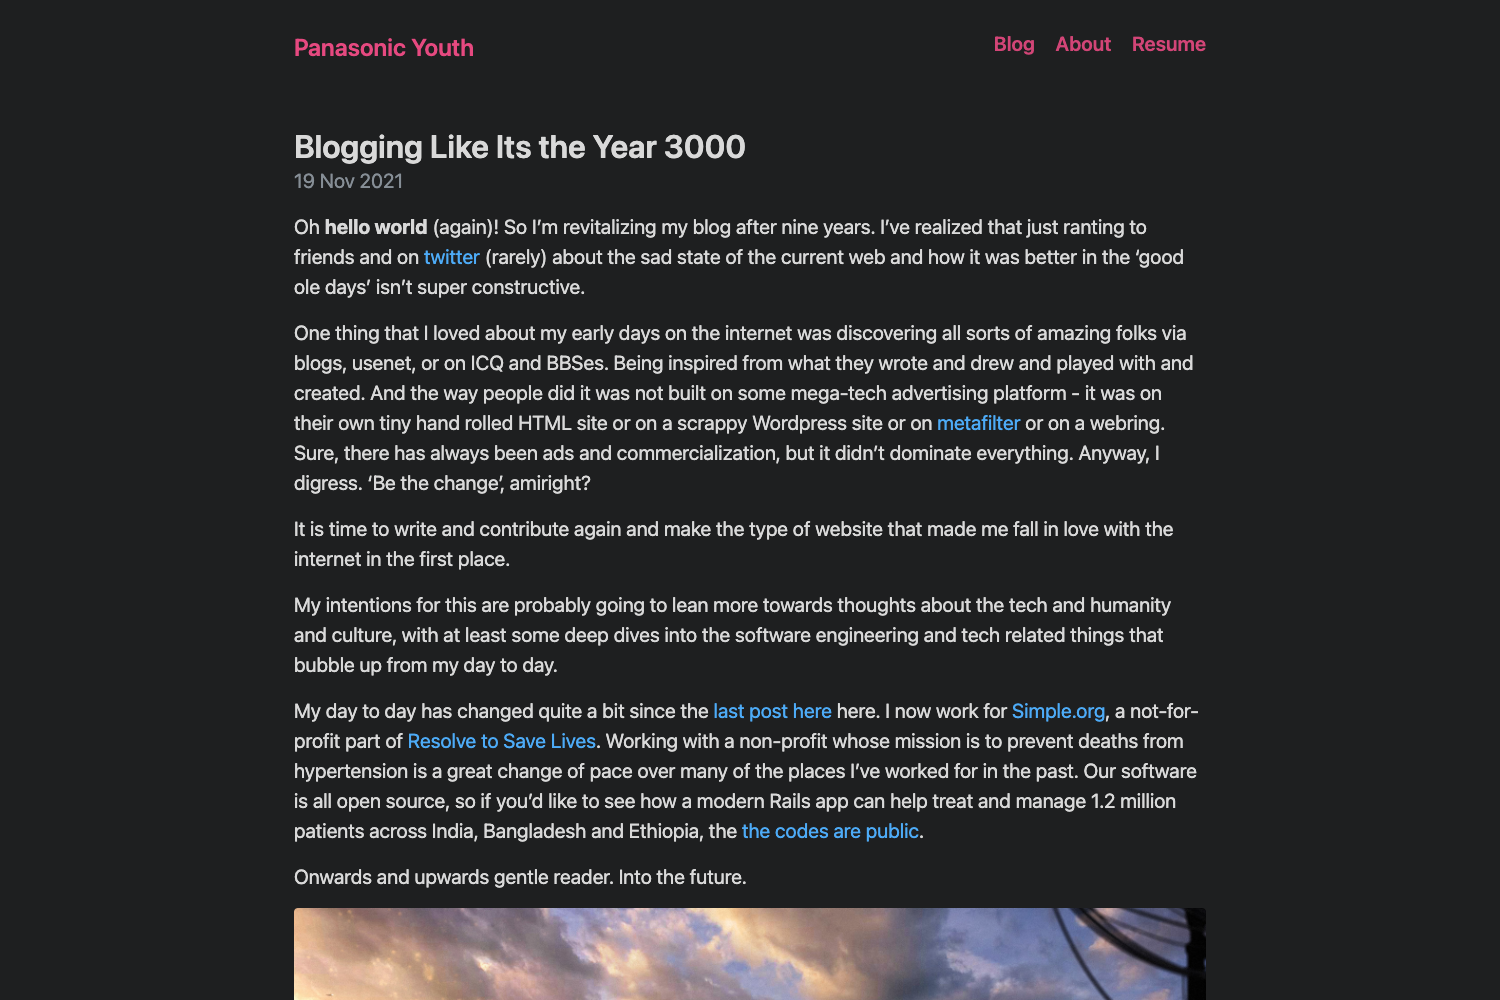 Panasonic Youth
Blog About Resume
Blogging Like Its the Year 3000
19 Nov 2021
Oh hello world (again)! So I’m revitalizing my blog after nine years. I’ve realized that just ranting to
friends and on twitter (rarely) about the sad state of the current web and how it was better in the ‘good
ole days’ isn’t super constructive.
One thing that I loved about my early days on the internet was discovering all sorts of amazing folks via
blogs, usenet, or on ICQ and BBSes. Being inspired from what they wrote and drew and played with and
created. And the way people did it was not built on some mega-tech advertising platform - it was on
their own tiny hand rolled HTML site or on a scrappy Wordpress site or on metafilter or on a webring.
Sure, there has always been ads and commercialization, but it didn’t dominate everything. Anyway, I
digress. ‘Be the change’, amiright?
It is time to write and contribute again and make the type of website that made me fall in love with the
internet in the first place.
My intentions for this are probably going to lean more towards thoughts about the tech and humanity
and culture, with at least some deep dives into the software engineering and tech related things that
bubble up from my day to day.
My day to day has changed quite a bit since the last post here here. I now work for Simple.org, a not-for-
profit part of Resolve to Save Lives. Working with a non-profit whose mission is to prevent deaths from
hypertension is a great change of pace over many of the places I’ve worked for in the past. Our software
is all open source, so if you’d like to see how a modern Rails app can help treat and manage 1.2 million
patients across India, Bangladesh and Ethiopia, the the codes are public.
Onwards and upwards gentle reader. Into the future.